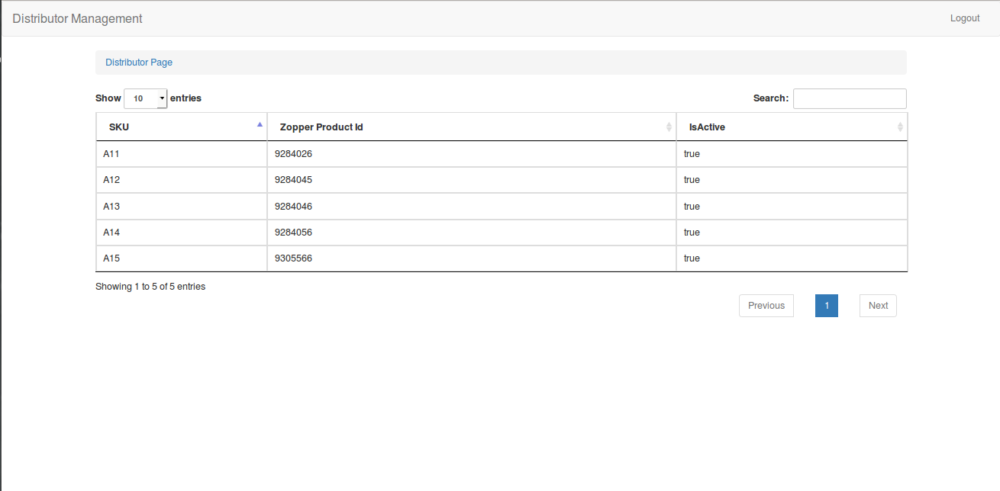 Distributor Management Logout
Distributor Page
Show 10 entries Search:
SKU Zopper Product Id IsActive
A11 9284026 true
A12 9284045 true
A13 9284046 true
A14 9284056 true
A15 9305566 true
Showing 1 to 5 of 5 entries
Previous 1 Next